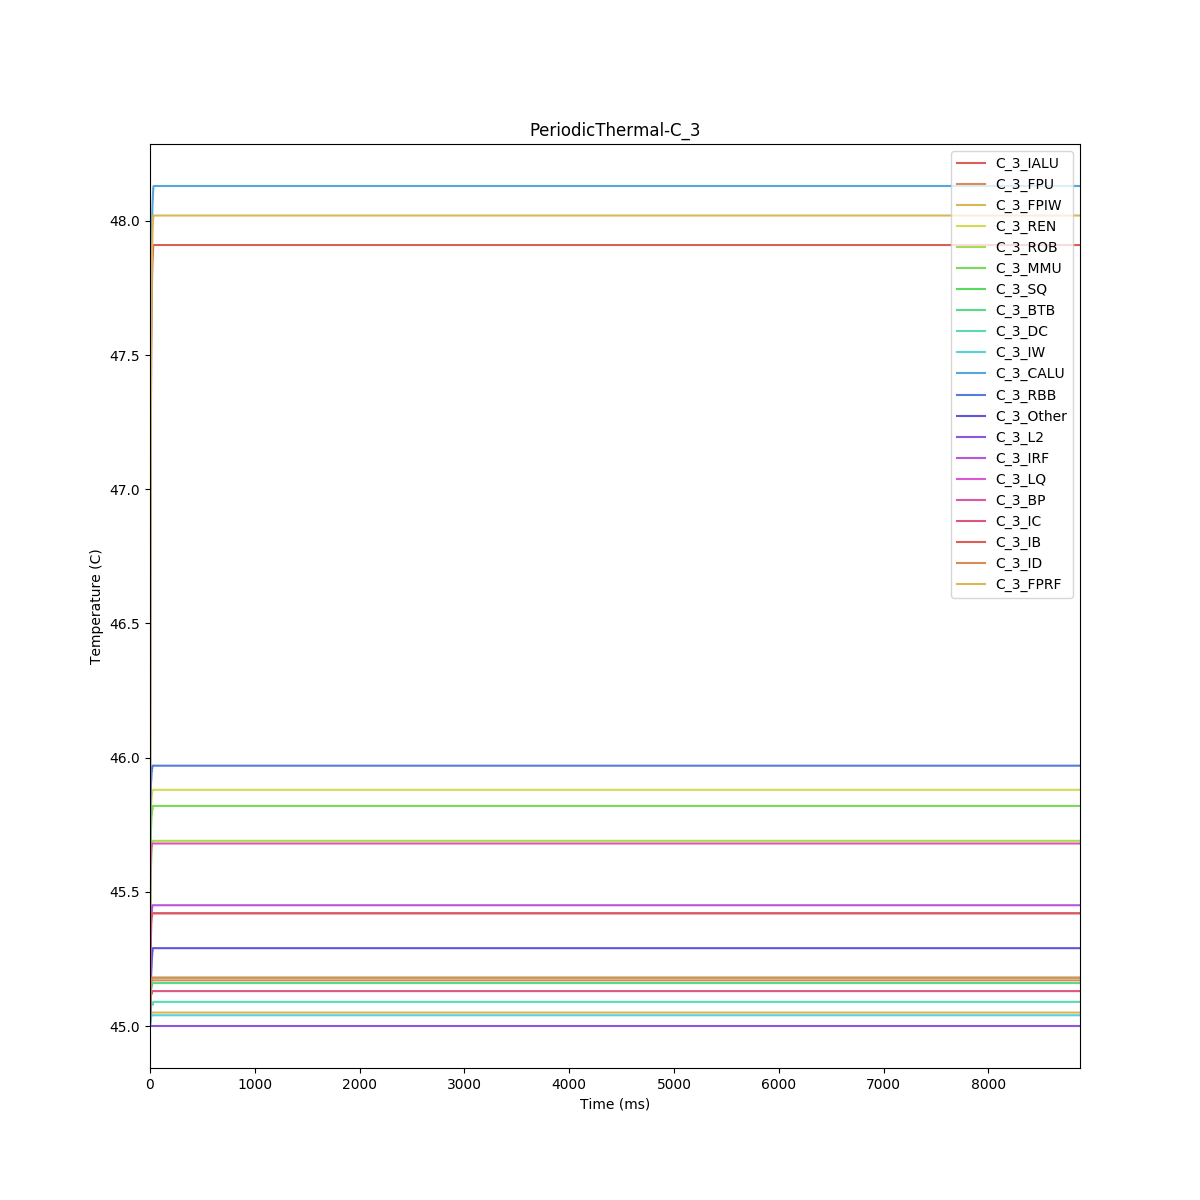 PeriodicThermal-C_3
48.0
47.5
47.0
46.5
46.0
45.5
45.0
Temperature (C)
C_3_IALU
C_3_FPU
C_3_FPIW
C_3_REN
C_3_ROB
C_3_MMU
C_3_SQ
C_3_BTB
C_3_DC
C_3_IW
C_3_CALU
C_3_RBB
C_3_Other
C_3_L2
C_3_IRF
C_3_LQ
C_3_BP
C_3_IC
C_3_IB
C_3_ID
C_3_FPRF
0 1000 2000 3000 4000 5000 6000 7000 8000
Time (ms)